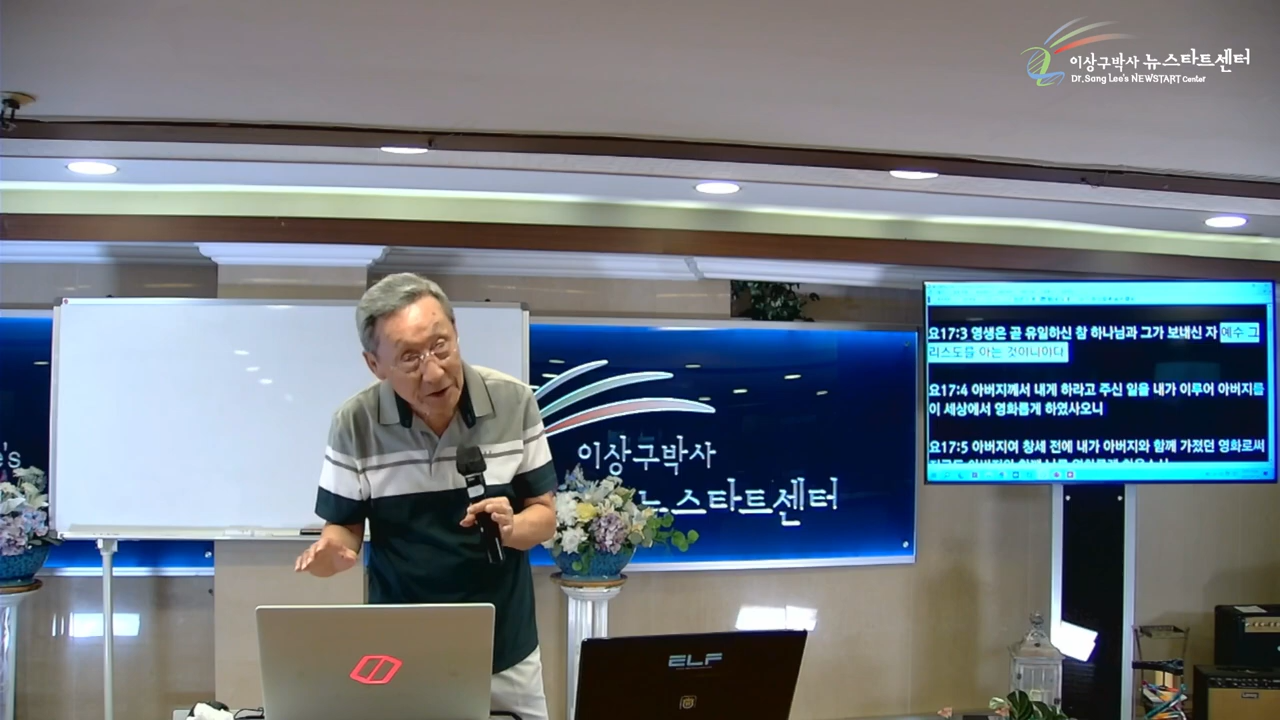 이상구박사 뉴스타트센터
Dr. Sang Lee's NEWSTART Center
요17:3 영생은 곧 유일하신 참 하나님과 그가 보내신 자 예수 그
리스도를 아는 것이니이다
요17:4 아버지께서 내게 하라고 주신 일을 내가 이루어 아버지를
이 세상에서 영화롭게 하였사오니
요17:5 아버지여 창세 전에 내가 아버지와 함께 가졌던 영화로써
이상구박사
뉴스타트센터
e's
ELF